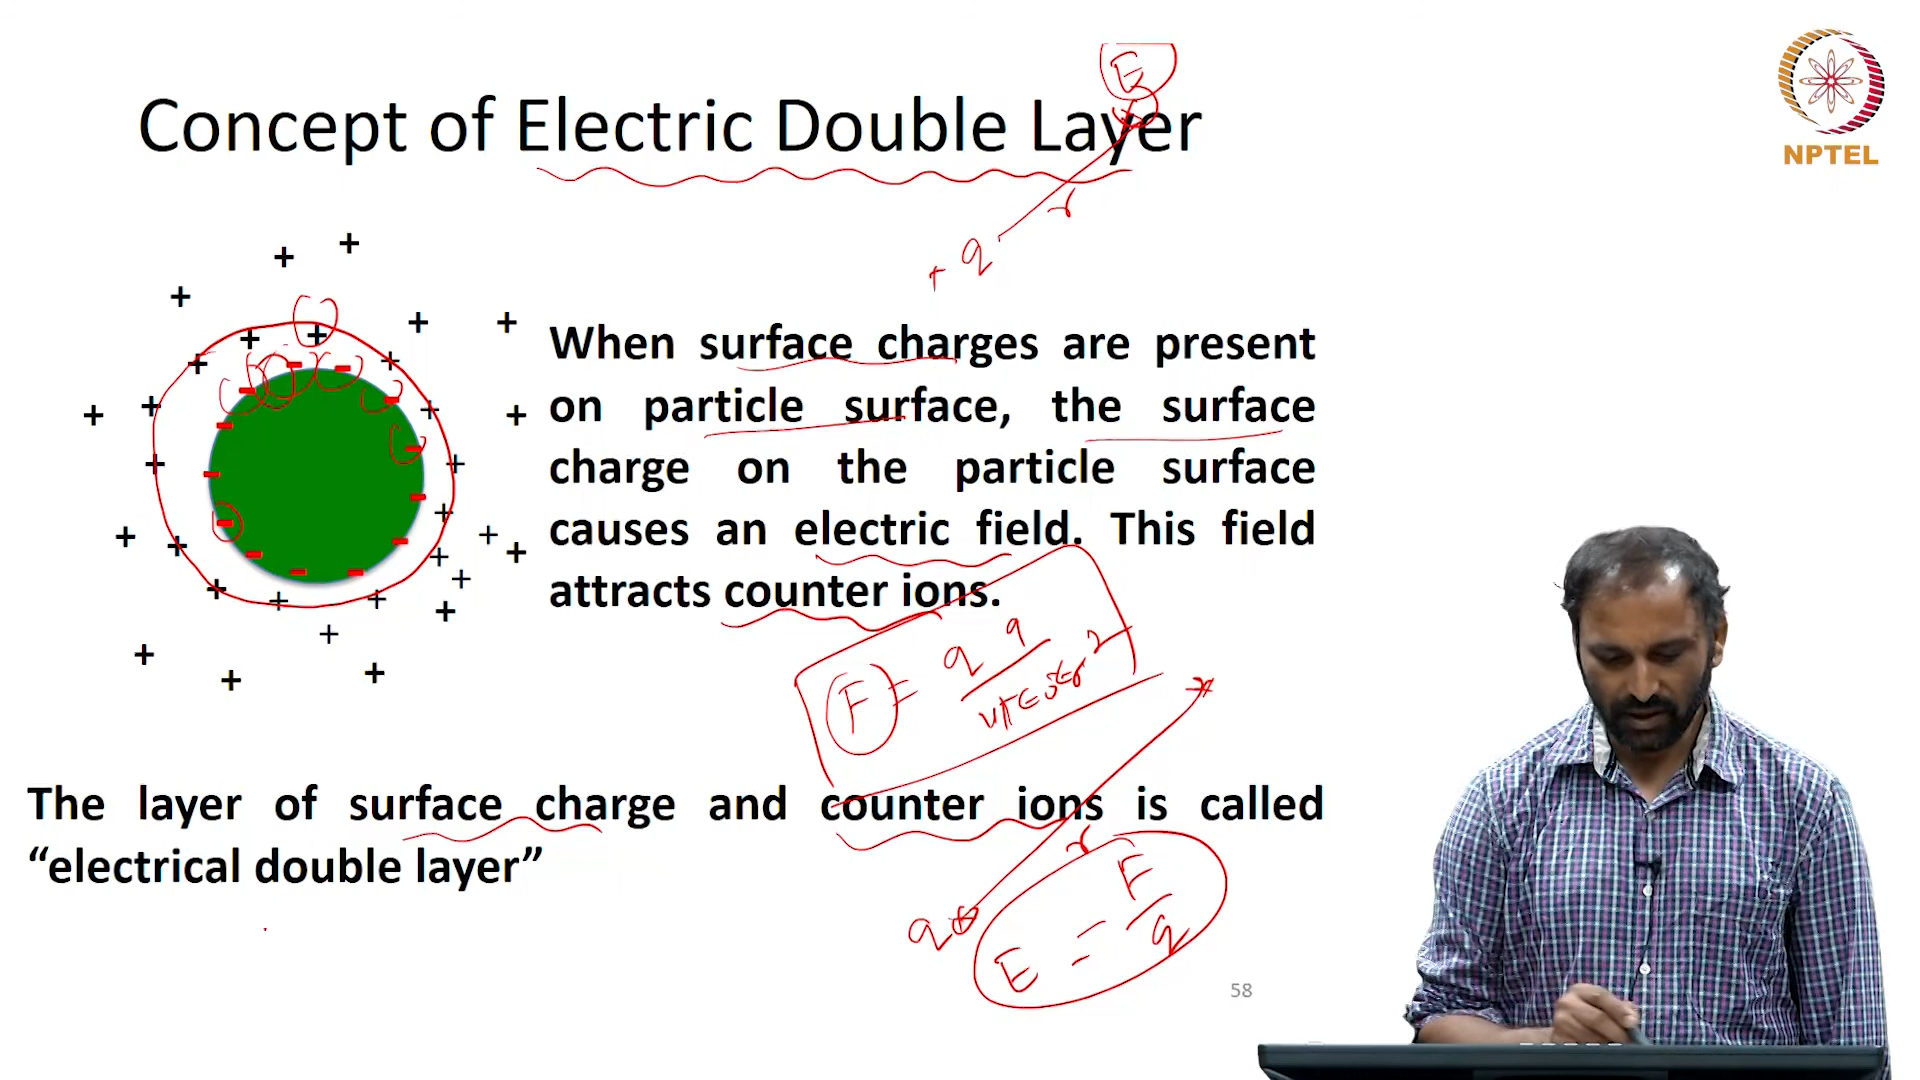 E
Concept of Electric Double Layer
NPTEL
r
+ q
When surface charges are present
on particle surface, the surface
charge on the particle surface
causes an electric field. This field
attracts counter ions.
F = q q
r
The layer of surface charge and counter ions is called
“electrical double layer”
q
E = F
q
58